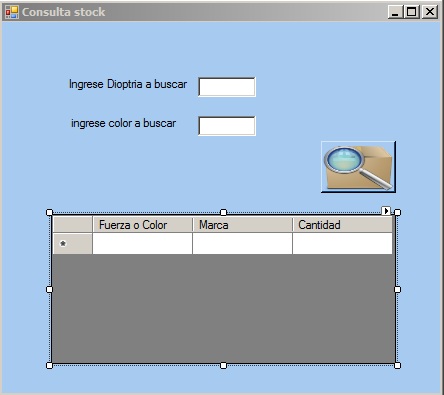 Consulta stock
Ingrese Dioptria a buscar
ingrese color a buscar
Fuerza o Color Marca Cantidad
*